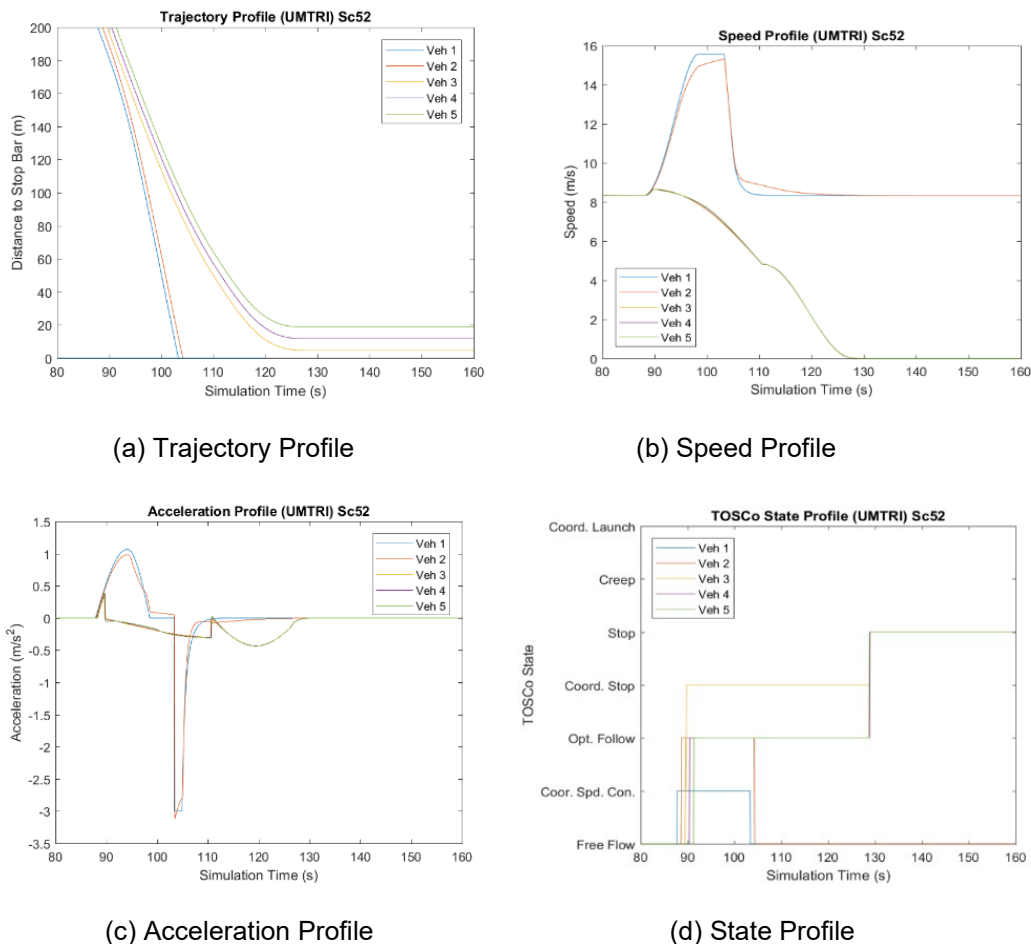 Trajectory Profile (UMTRI) Sc52
200
180
160
140
120
100
80
60
40
20
0
Distance to Stop Bar (m)
Veh 1
Veh 2
Veh 3
Veh 4
Veh 5
80 90 100 110 120 130 140 150 160
Simulation Time (s)
(a) Trajectory Profile
Speed Profile (UMTRI) Sc52
16
14
12
10
8
6
4
2
0
Speed (m/s)
Veh 1
Veh 2
Veh 3
Veh 4
Veh 5
80 90 100 110 120 130 140 150 160
Simulation Time (s)
(b) Speed Profile
Acceleration Profile (UMTRI) Sc52
1.5
1
0.5
0
-0.5
-1
-1.5
-2
-2.5
-3
-3.5
Acceleration (m/s²)
Veh 1
Veh 2
Veh 3
Veh 4
Veh 5
80 90 100 110 120 130 140 150 160
Simulation Time (s)
(c) Acceleration Profile
TOSCo State Profile (UMTRI) Sc52
Coord. Launch
Creep
Stop
Coord. Stop
Opt. Follow
Coor. Spd. Con.
Free Flow
TOSCo State
Veh 1
Veh 2
Veh 3
Veh 4
Veh 5
80 90 100 110 120 130 140 150 160
Simulation Time (s)
(d) State Profile